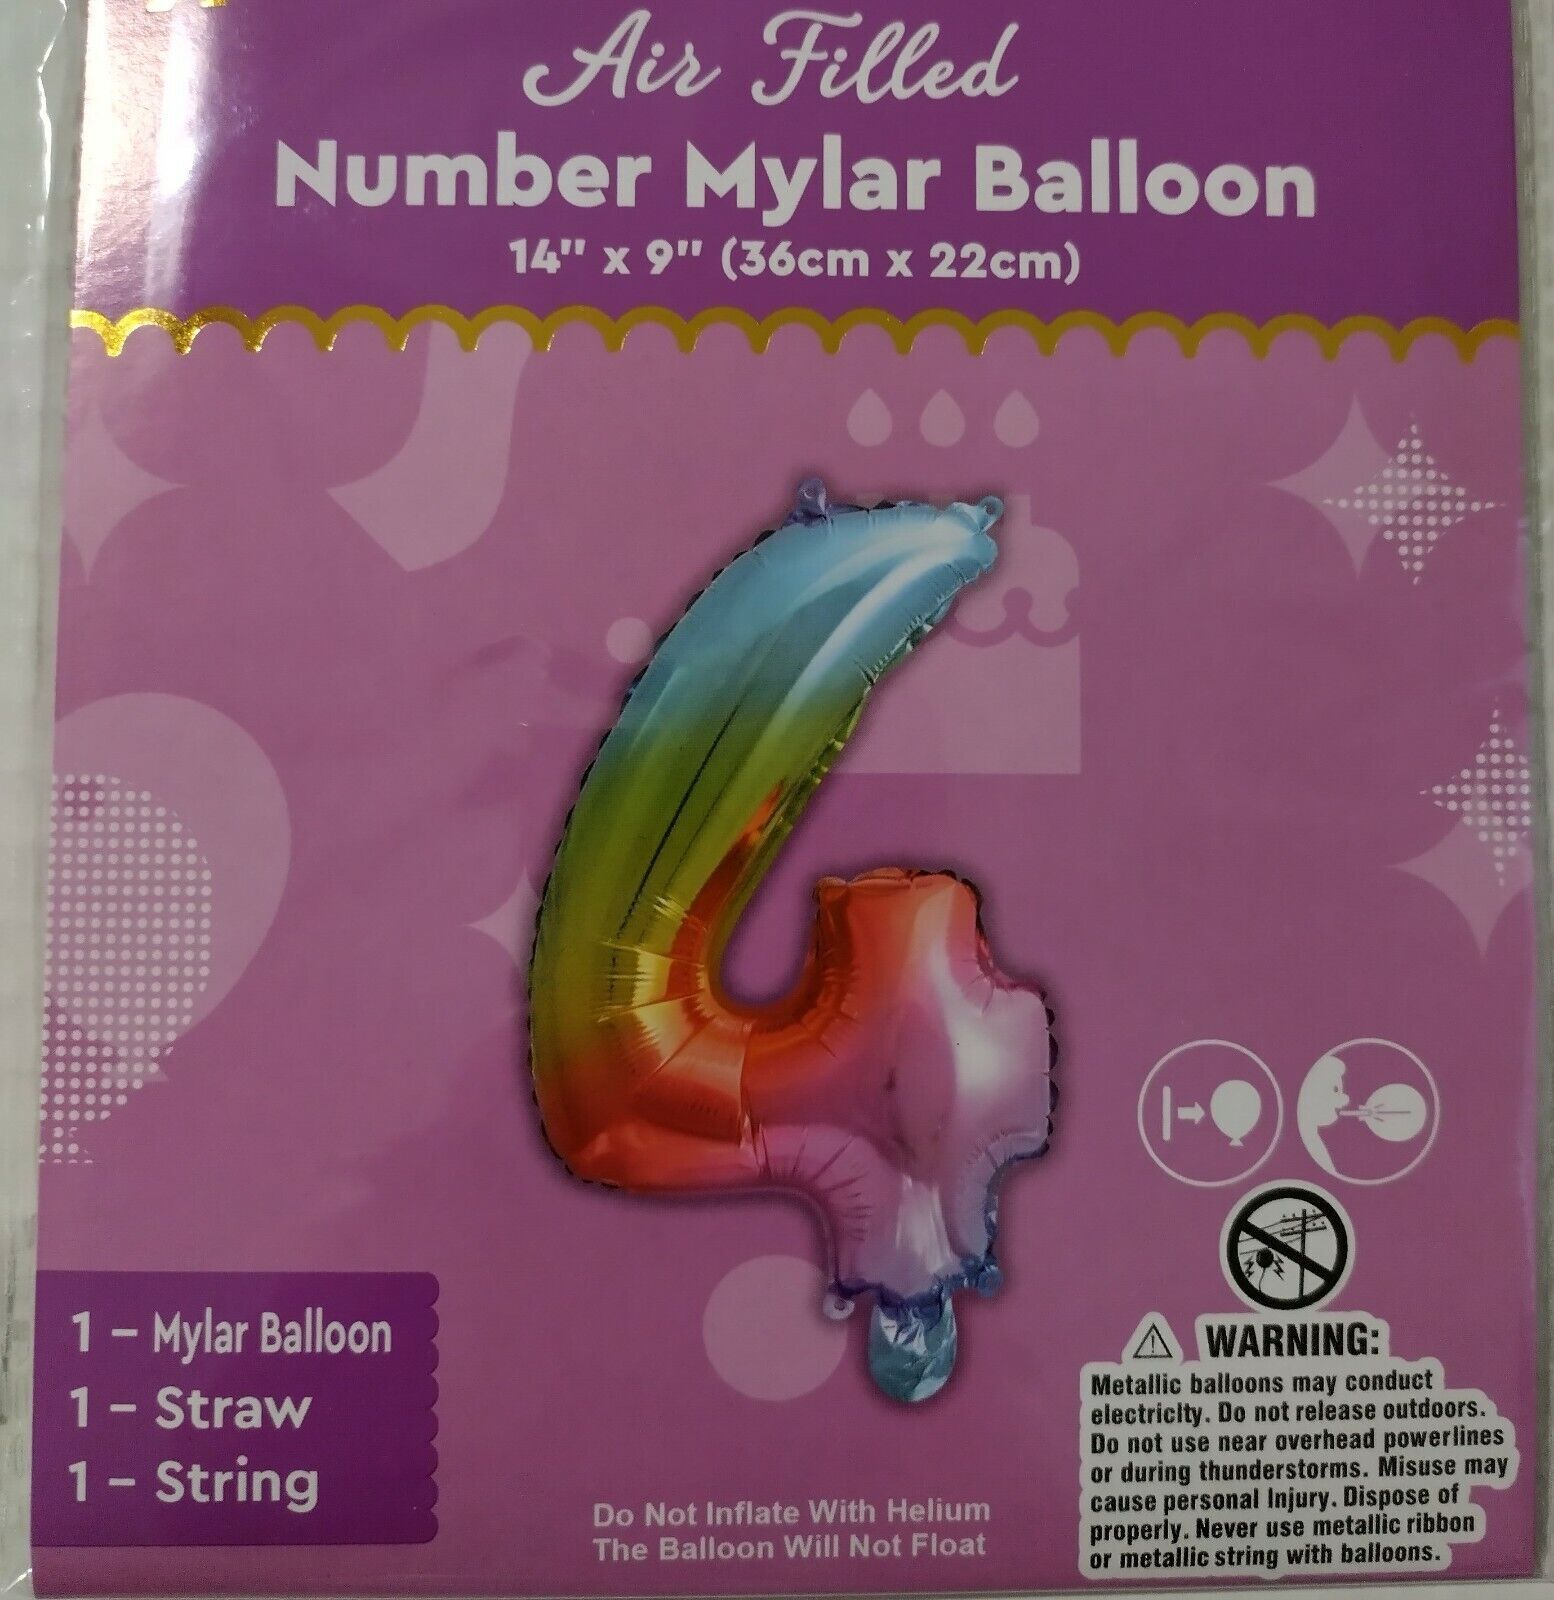 Air Filled
Number Mylar Balloon
14" x 9" (36cm x 22cm)
1 – Mylar Balloon
1 – Straw
1 – String
Do Not Inflate With Helium
The Balloon Will Not Float
WARNING:
Metallic balloons may conduct
electricity. Do not release outdoors.
Do not use near overhead powerlines
or during thunderstorms. Misuse may
cause personal Injury. Dispose of
properly. Never use metallic ribbon
or metallic string with balloons.